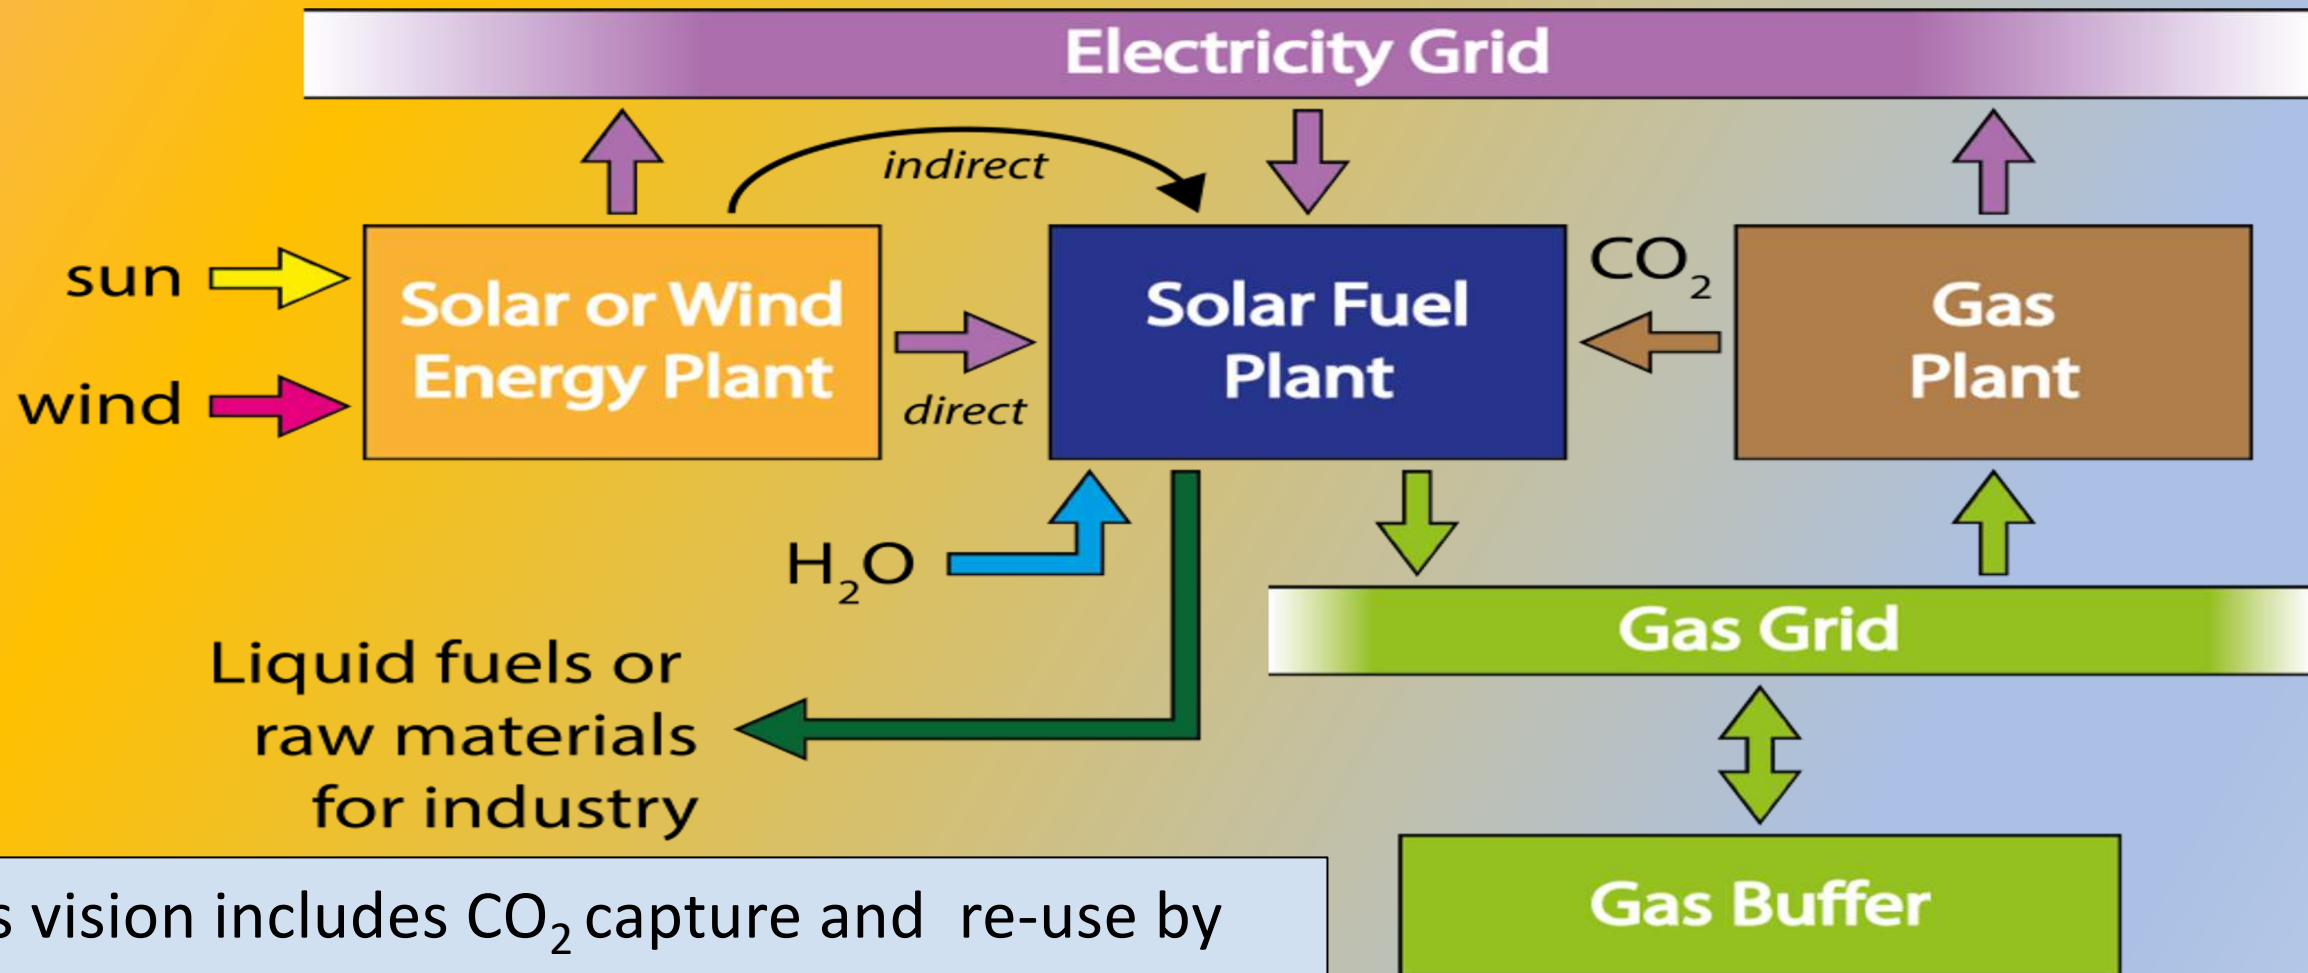 Electricity Grid
indirect
sun
wind
Solar or Wind
Energy Plant
direct
Solar Fuel
Plant
CO₂
Gas
Plant
H₂O
Gas Grid
Liquid fuels or
raw materials
for industry
Gas Buffer
s vision includes CO₂ capture and re-use by